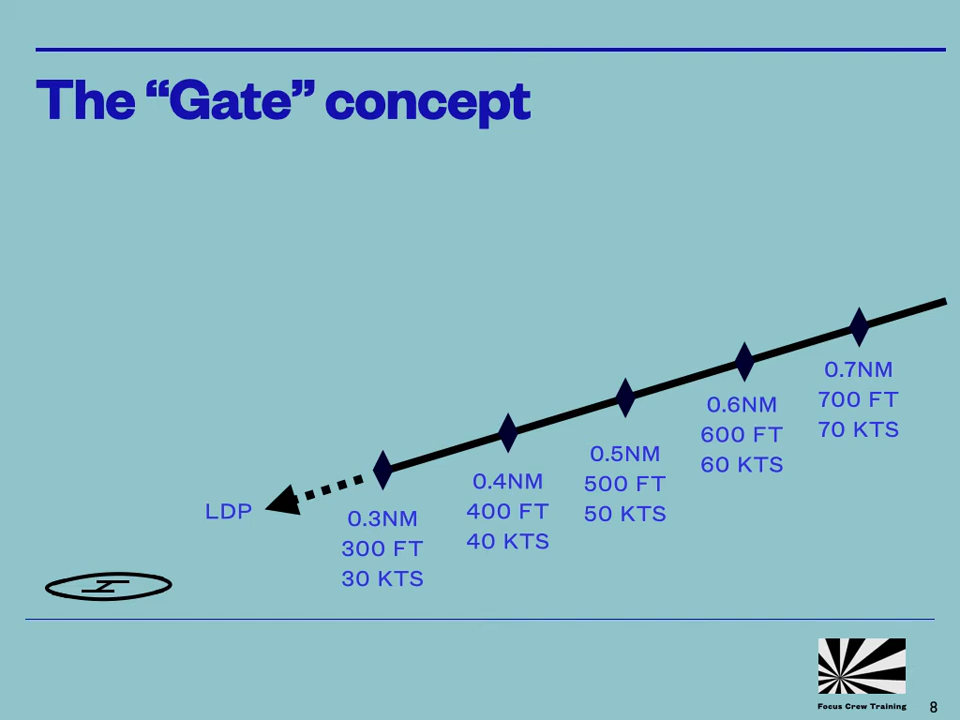 The “Gate” concept
0.7NM
700 FT
70 KTS
0.6NM
600 FT
60 KTS
0.5NM
500 FT
50 KTS
0.4NM
400 FT
40 KTS
0.3NM
300 FT
30 KTS
LDP
H
Focus Crew Training
8